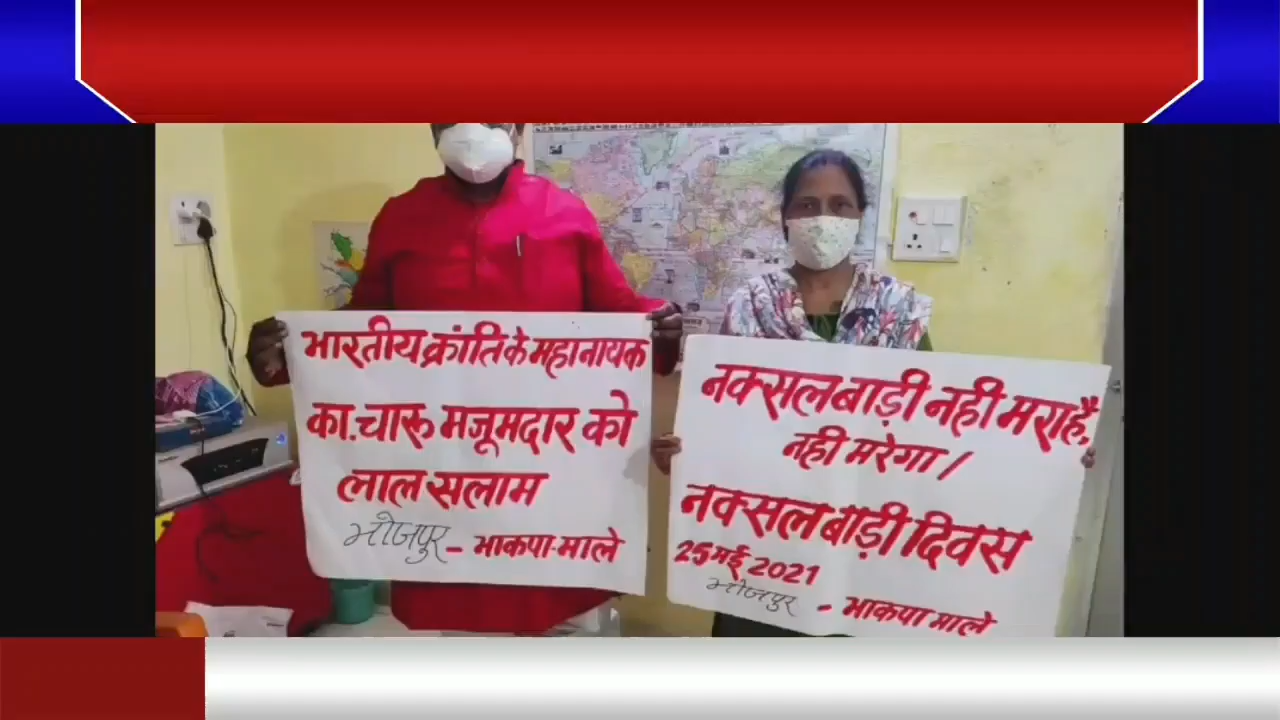 भारतीय क्रांति के महानायक
का. चारू मजूमदार को
लाल सलाम
भोजपुर - भाकपा-माले
नक्सलबाड़ी नही मरा है,
नही मरेगा /
नक्सलबाड़ी दिवस
25 मई 2021
भोजपुर - भाकपा माले